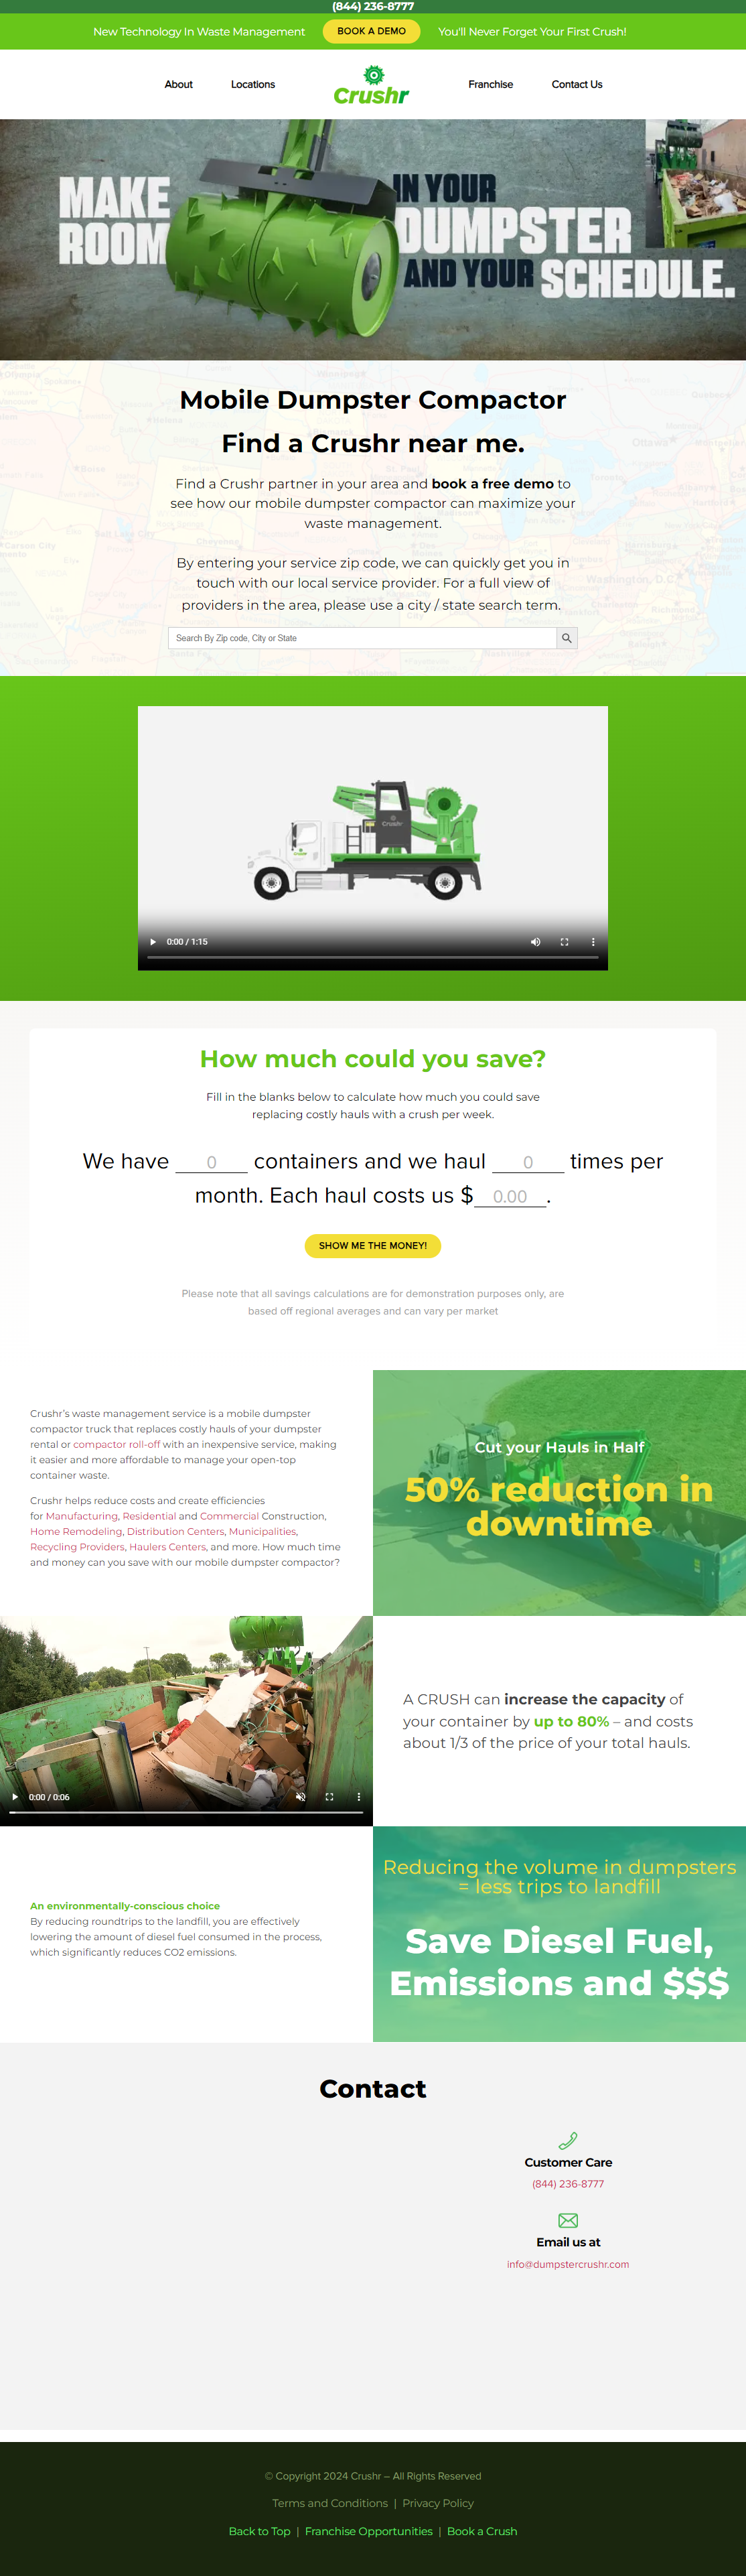 (844) 236-8777
New Technology In Waste Management
BOOK A DEMO
You'll Never Forget Your First Crush!
About
Locations
Crushr
Franchise
Contact Us
MAKE ROOM
IN YOUR
DUMPSTER
AND YOUR SCHEDULE.
Mobile Dumpster Compactor
Find a Crushr near me.
Find a Crushr partner in your area and book a free demo to
see how our mobile dumpster compactor can maximize your
waste management.
By entering your service zip code, we can quickly get you in
touch with our local service provider. For a full view of
providers in the area, please use a city / state search term.
Search By Zip code, City or State
Crushr
0:00 / 1:15
How much could you save?
Fill in the blanks below to calculate how much you could save
replacing costly hauls with a crush per week.
We have 0 containers and we haul 0 times per
month. Each haul costs us $ 0.00 .
SHOW ME THE MONEY!
Please note that all savings calculations are for demonstration purposes only, are
based off regional averages and can vary per market
Crushr's waste management service is a mobile dumpster
compactor truck that replaces costly hauls of your dumpster
rental or compactor roll-off with an inexpensive service, making
it easier and more affordable to manage your open-top
container waste.
Crushr helps reduce costs and create efficiencies
for Manufacturing, Residential and Commercial Construction,
Home Remodeling, Distribution Centers, Municipalities,
Recycling Providers, Haulers Centers, and more. How much time
and money can you save with our mobile dumpster compactor?
Cut your Hauls in Half
50% reduction in
downtime
0:00 / 0:06
A CRUSH can increase the capacity of
your container by up to 80% – and costs
about 1/3 of the price of your total hauls.
An environmentally-conscious choice
By reducing roundtrips to the landfill, you are effectively
lowering the amount of diesel fuel consumed in the process,
which significantly reduces CO2 emissions.
Reducing the volume in dumpsters
= less trips to landfill
Save Diesel Fuel,
Emissions and $$$
Contact
Customer Care
(844) 236-8777
Email us at
info@dumpstercrushr.com
© Copyright 2024 Crushr – All Rights Reserved
Terms and Conditions | Privacy Policy
Back to Top | Franchise Opportunities | Book a Crush